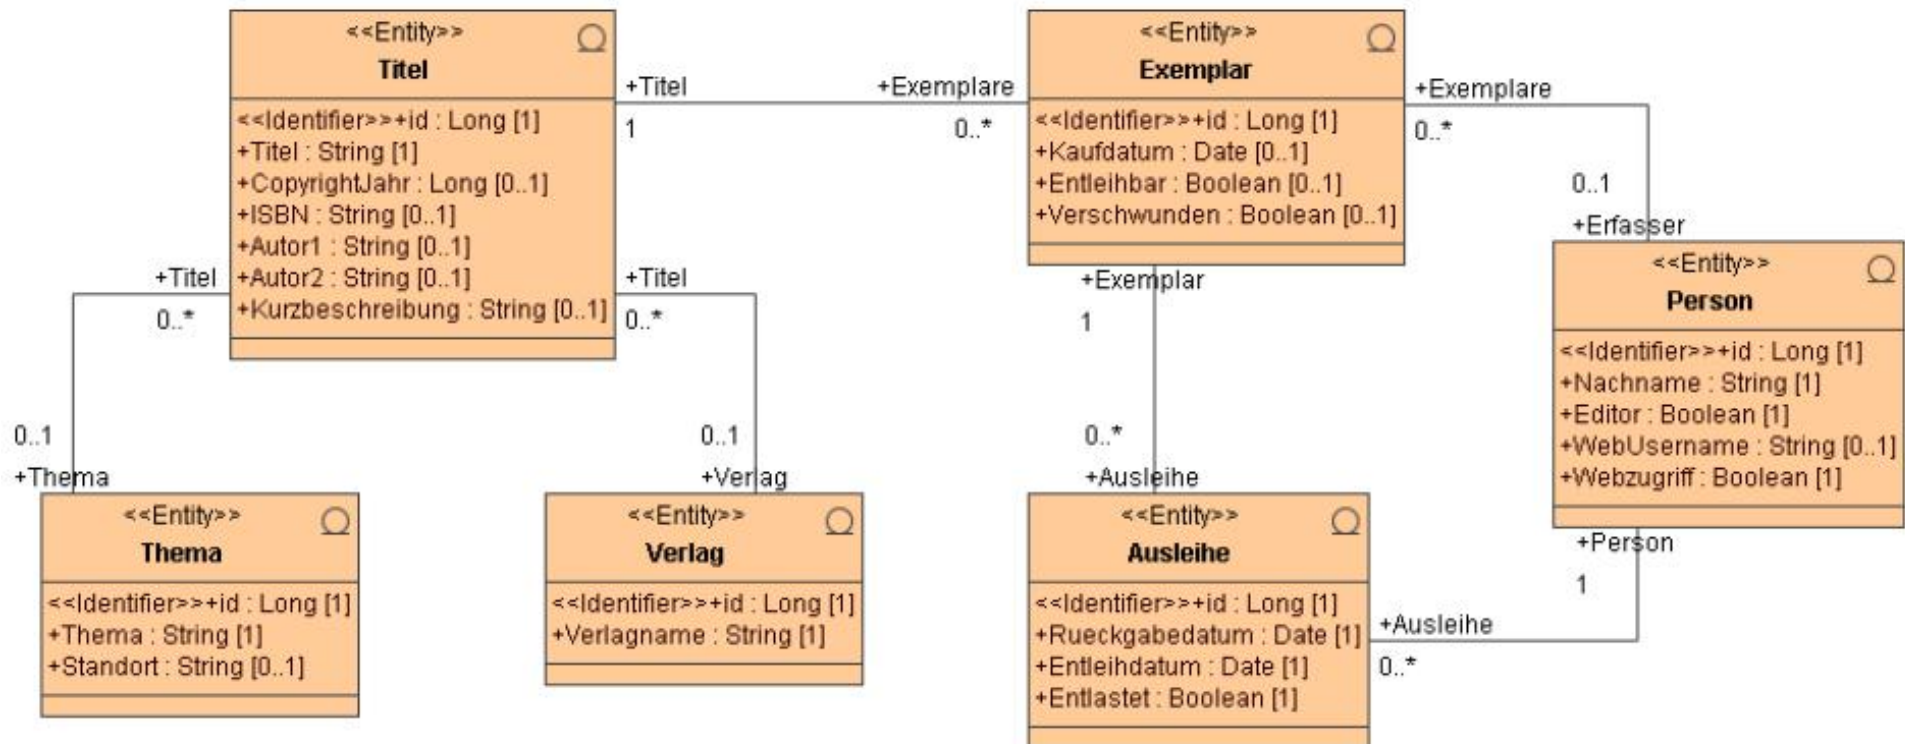 <<Entity>>
Titel
<<Identifier>>+id : Long [1]
+Titel : String [1]
+CopyrightJahr : Long [0..1]
+ISBN : String [0..1]
+Autor1 : String [0..1]
+Autor2 : String [0..1]
+Kurzbeschreibung : String [0..1]
+Titel
1
+Exemplare
0..*
<<Entity>>
Exemplar
<<Identifier>>+id : Long [1]
+Kaufdatum : Date [0..1]
+Entleihbar : Boolean [0..1]
+Verschwunden : Boolean [0..1]
+Exemplare
0..*
0..1
+Erfasser
<<Entity>>
Person
<<Identifier>>+id : Long [1]
+Nachname : String [1]
+Editor : Boolean [1]
+WebUsername : String [0..1]
+Webzugriff : Boolean [1]
+Titel
0..*
0..1
+Thema
+Titel
0..*
0..1
+Verlag
+Exemplar
1
0..*
+Ausleihe
<<Entity>>
Thema
<<Identifier>>+id : Long [1]
+Thema : String [1]
+Standort : String [0..1]
<<Entity>>
Verlag
<<Identifier>>+id : Long [1]
+Verlagname : String [1]
<<Entity>>
Ausleihe
<<Identifier>>+id : Long [1]
+Rueckgabedatum : Date [1]
+Entleihdatum : Date [1]
+Entlastet : Boolean [1]
+Person
1
+Ausleihe
0..*